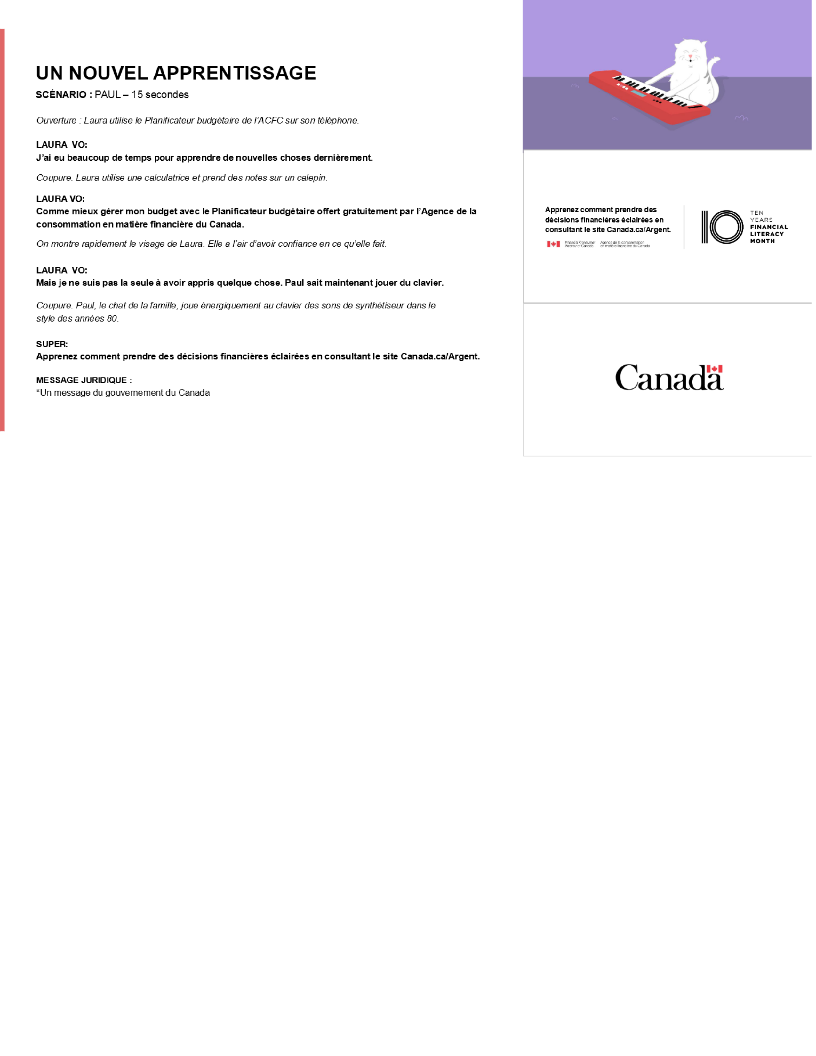 UN NOUVEL APPRENTISSAGE
SCÉNARIO : PAUL – 15 secondes
Ouverture : Laura utilise le Planificateur budgétaire de l'ACFC sur son téléphone.
LAURA VO:
J'ai eu beaucoup de temps pour apprendre de nouvelles choses dernièrement.
Coupure. Laura utilise une calculatrice et prend des notes sur un calepin.
LAURA VO:
Comme mieux gérer mon budget avec le Planificateur budgétaire offert gratuitement par l'Agence de la
consommation en matière financière du Canada.
On montre rapidement le visage de Laura. Elle a l'air d'avoir confiance en ce qu'elle fait.
LAURA VO:
Mais je ne suis pas la seule à avoir appris quelque chose. Paul sait maintenant jouer du clavier.
Coupure. Paul, le chat de la famille, joue énergiquement au clavier des sons de synthétiseur dans le
style des années 80.
SUPER:
Apprenez comment prendre des décisions financières éclairées en consultant le site Canada.ca/Argent.
MESSAGE JURIDIQUE :
*Un message du gouvernement du Canada
Apprenez comment prendre des
décisions financières éclairées en
consultant le site Canada.ca/Argent.
10
TEN
YEARS
FINANCIAL
LITERACY
MONTH
Canada